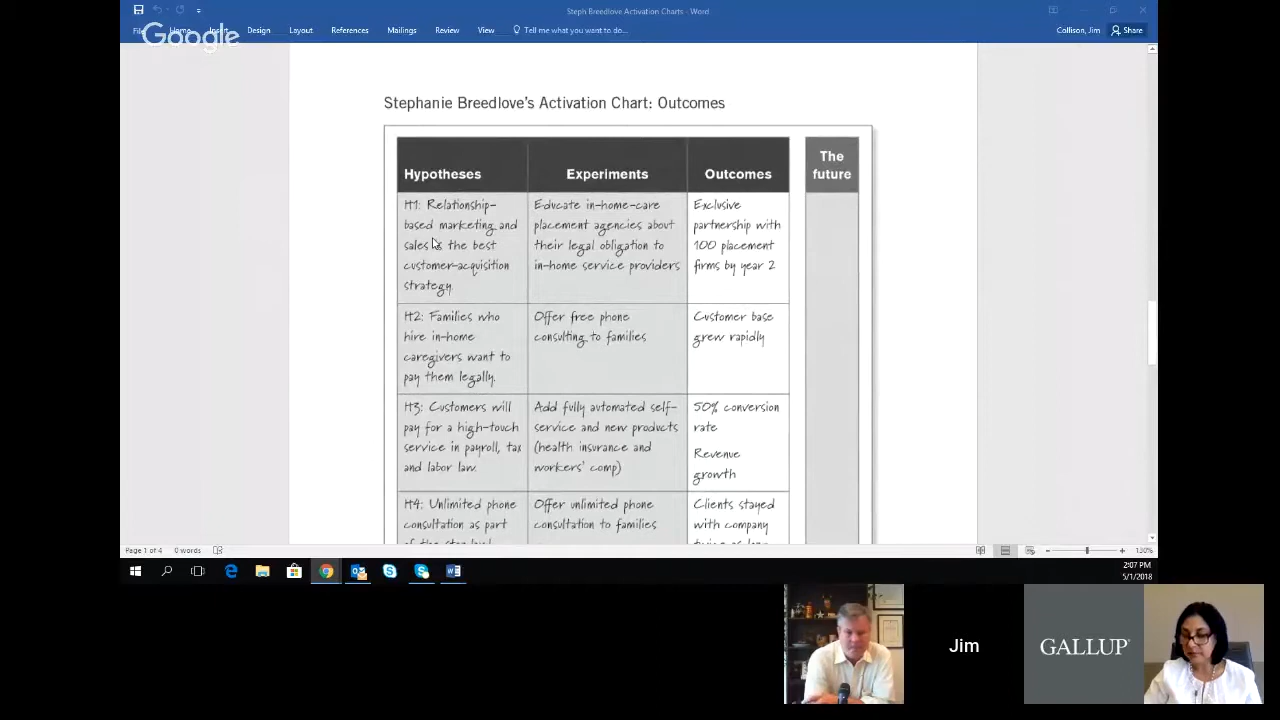 Steph Breedlove Activation Charts - Word
Google
Design Layout References Mailings Review View Tell me what you want to do... Collison, Jim Share
Stephanie Breedlove's Activation Chart: Outcomes
Hypotheses
Experiments
Outcomes
The
future
H1: Relationship-
based marketing and
sales is the best
customer-acquisition
strategy.
Educate in-home-care
placement agencies about
their legal obligation to
in-home service providers
Exclusive
partnership with
100 placement
firms by year 2
H2: Families who
hire in-home
caregivers want to
pay them legally.
Offer free phone
consulting to families
Customer base
grew rapidly
H3: Customers will
pay for a high-touch
service in payroll, tax
and labor law.
Add fully automated self-
service and new products
(health insurance and
workers' comp)
50% conversion
rate
Revenue
growth
H4: Unlimited phone
consultation as part
Offer unlimited phone
consultation to families
Clients stayed
with company
Page 1 of 4 0 words 130%
2:07 PM
5/1/2018
Jim
GALLUP